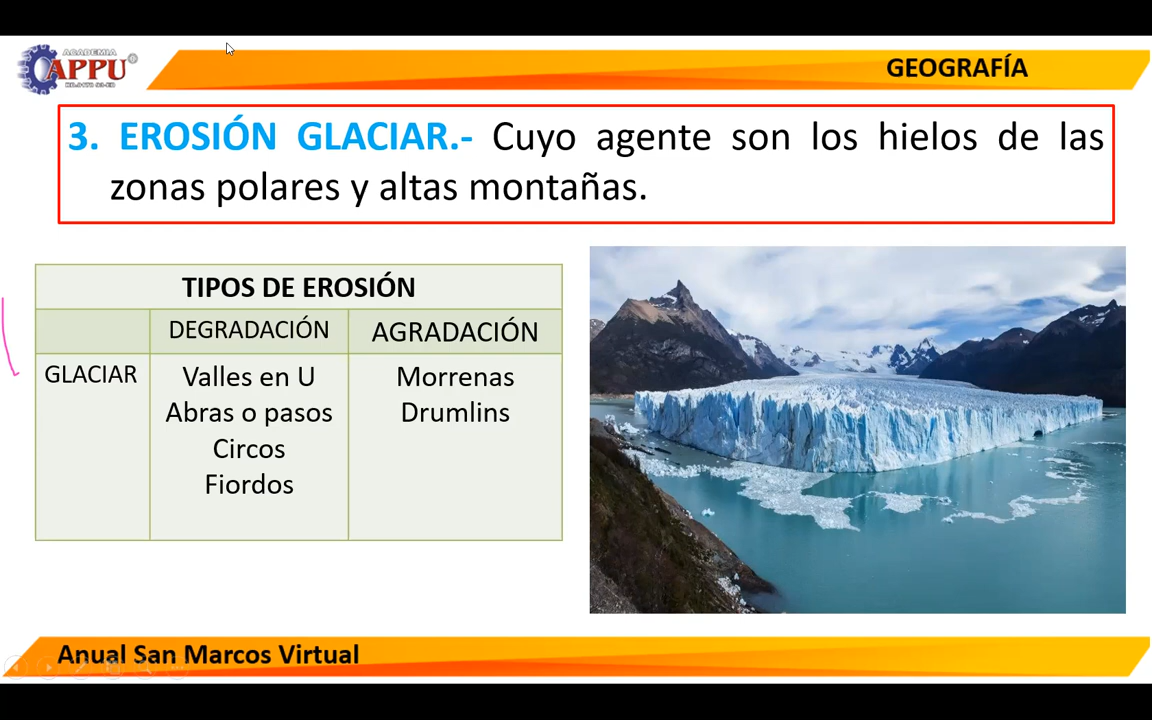 ACADEMIA
APPU
GEOGRAFÍA
3. EROSIÓN GLACIAR.- Cuyo agente son los hielos de las
zonas polares y altas montañas.
TIPOS DE EROSIÓN
DEGRADACIÓN AGRADACIÓN
GLACIAR Valles en U Morrenas
Abras o pasos Drumlins
Circos
Fiordos
Anual San Marcos Virtual